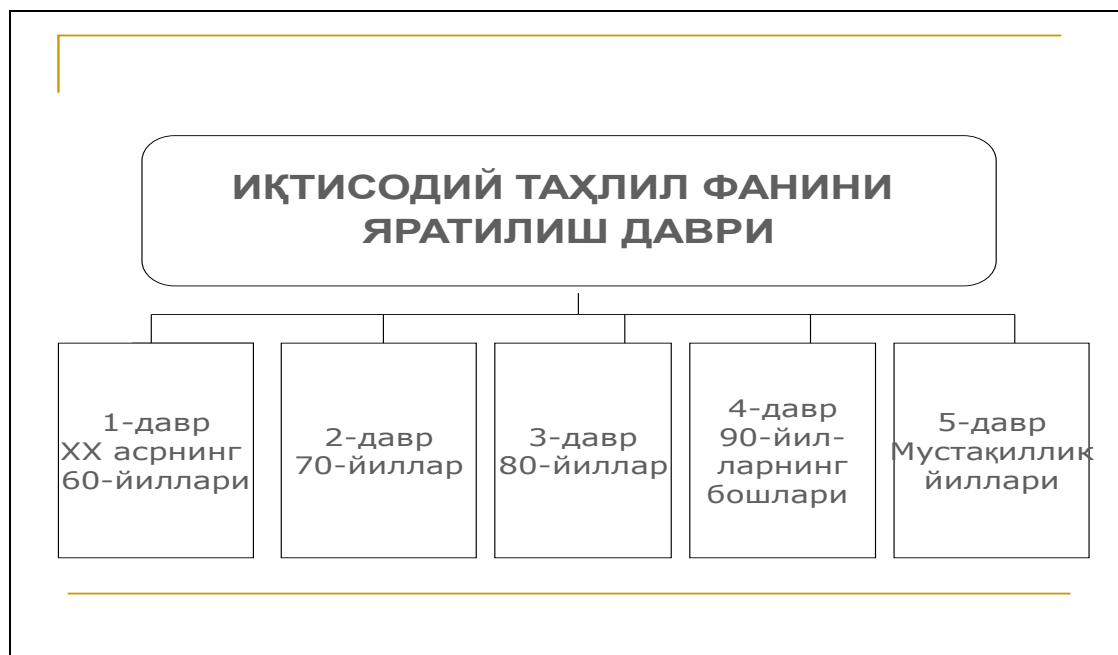 ИҚТИСОДИЙ ТАҲЛИЛ ФАНИНИ
ЯРАТИЛИШ ДАВРИ
1-давр
XX асрнинг
60-йиллари
2-давр
70-йиллар
3-давр
80-йиллар
4-давр
90-йил-
ларнинг
бошлари
5-давр
Мустақиллик
йиллари